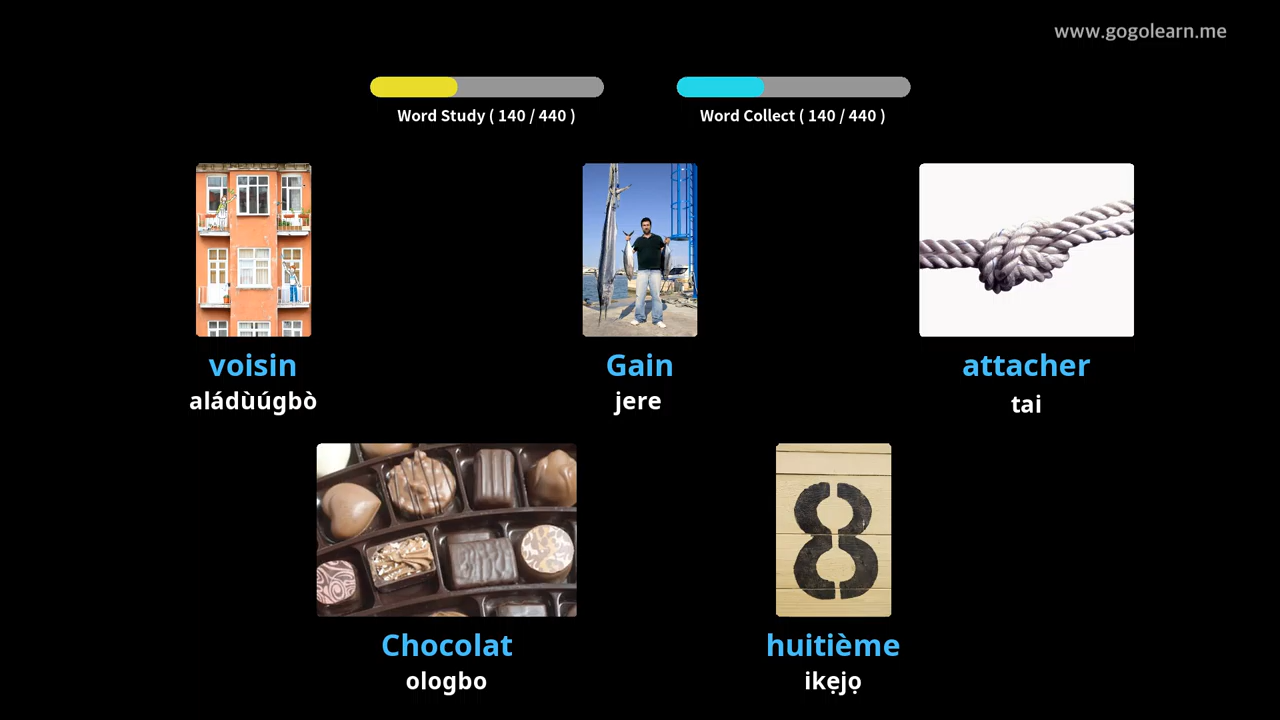 www.gogolearn.me
Word Study ( 140 / 440 )
Word Collect ( 140 / 440 )
voisin
aládùúgbò
Gain
jere
attacher
tai
8
Chocolat
ologbo
huitième
ikẹjọ